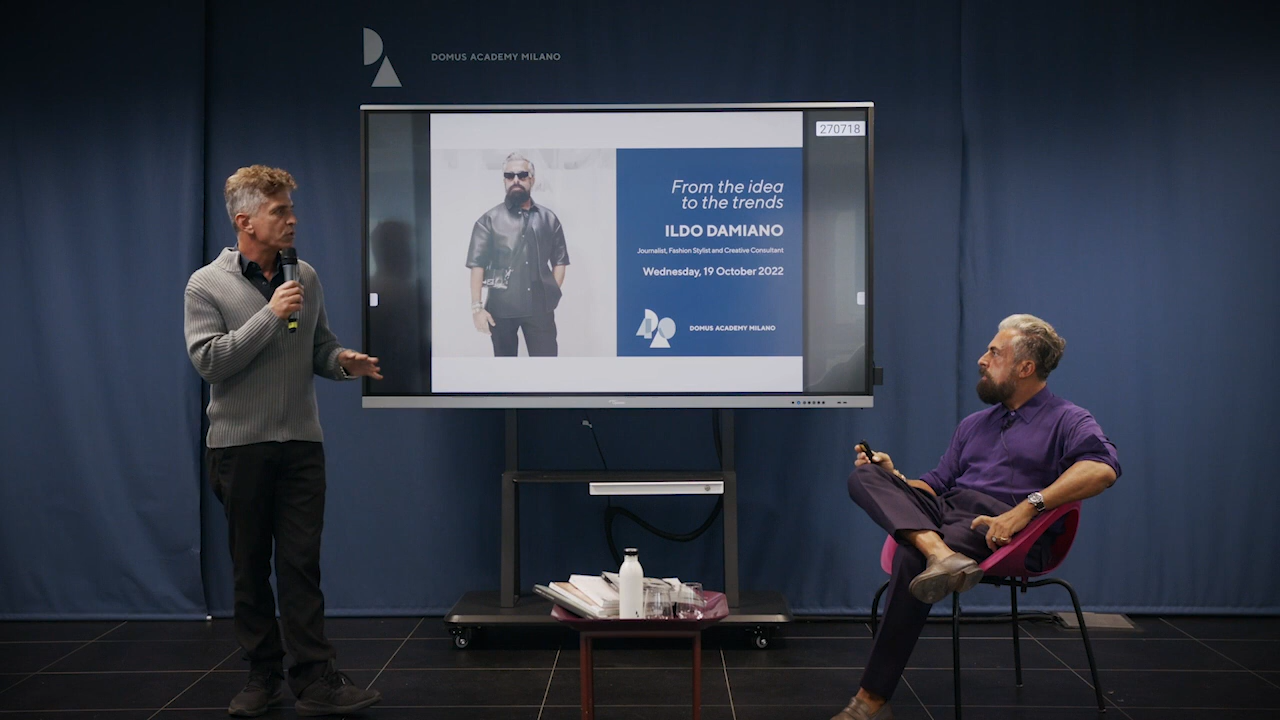 DOMUS ACADEMY MILANO
270718
From the idea
to the trends
ILDO DAMIANO
Journalist, Fashion Stylist and Creative Consultant
Wednesday, 19 October 2022
DOMUS ACADEMY MILANO